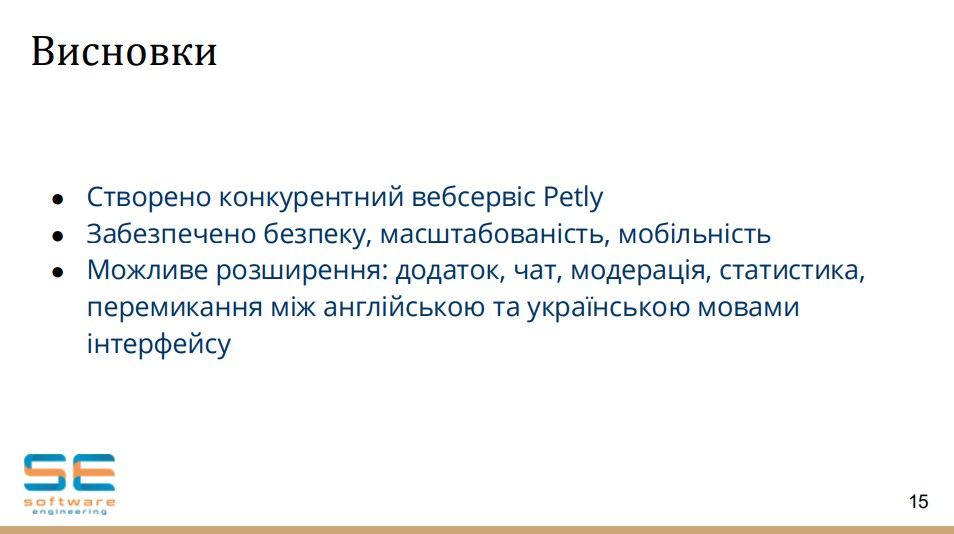 Висновки
● Створено конкурентний вебсервіс Petly
● Забезпечено безпеку, масштабованість, мобільність
● Можливе розширення: додаток, чат, модерація, статистика,
перемикання між англійською та українською мовами
інтерфейсу
SE
software
engineering
15